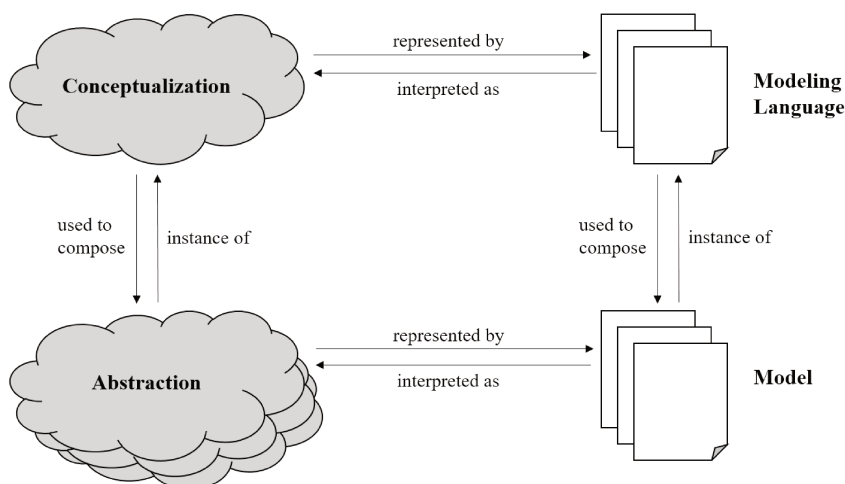 represented by
Conceptualization
interpreted as
Modeling
Language
used to
compose
instance of
used to
compose
instance of
represented by
Abstraction
interpreted as
Model